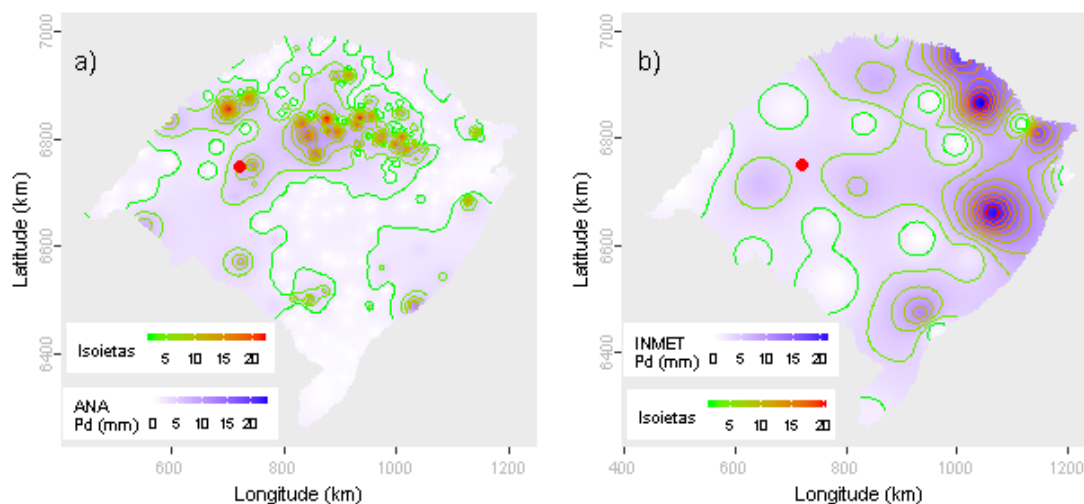 a)
7000
6800
6600
6400
Latitude (km)
Isoietas
5 10 15 20
ANA
Pd (mm) 0 5 10 15 20
600 800 1000 1200
Longitude (km)
b)
7000
6800
6600
6400
Latitude (km)
INMET
Pd (mm) 0 5 10 15 20
Isoietas
5 10 15 20
400 600 800 1000 1200
Longitude (km)